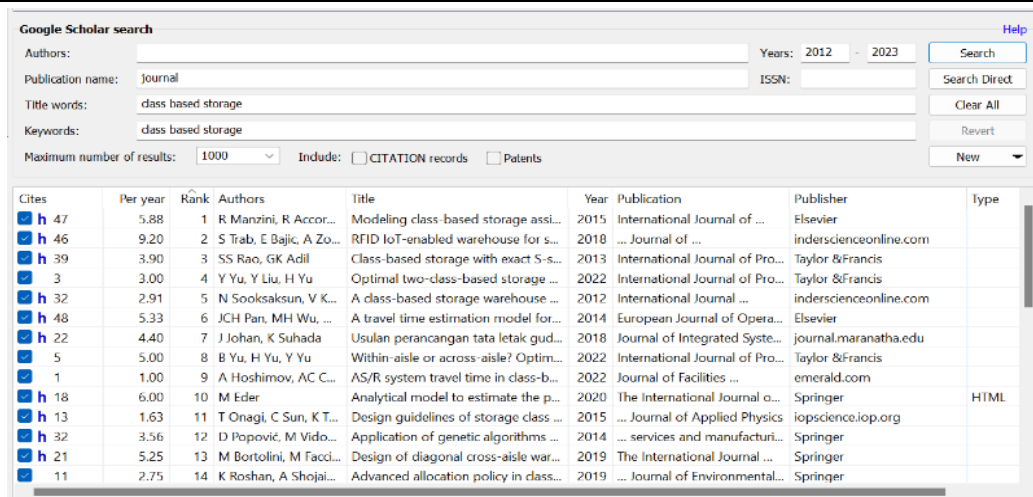 Google Scholar search Help
Authors: Years: 2012 - 2023 Search
Publication name: journal ISSN: Search Direct
Title words: class based storage Clear All
Keywords: class based storage Revert
Maximum number of results: 1000 Include: CITATION records Patents New
Cites Per year Rank Authors Title Year Publication Publisher Type
h 47 5.88 1 R Manzini, R Accor... Modeling class-based storage assi... 2015 International Journal of ... Elsevier
h 46 9.20 2 S Trab, E Bajic, A Zo... RFID IoT-enabled warehouse for s... 2018 ... Journal of ... inderscienceonline.com
h 39 3.90 3 SS Rao, GK Adil Class-based storage with exact S-s... 2013 International Journal of Pro... Taylor &Francis
3 3.00 4 Y Yu, Y Liu, H Yu Optimal two-class-based storage ... 2022 International Journal of Pro... Taylor &Francis
h 32 2.91 5 N Sooksaksun, V K... A class-based storage warehouse ... 2012 International Journal ... inderscienceonline.com
h 48 5.33 6 JCH Pan, MH Wu, ... A travel time estimation model for... 2014 European Journal of Opera... Elsevier
h 22 4.40 7 J Johan, K Suhada Usulan perancangan tata letak gud... 2018 Journal of Integrated Syste... journal.maranatha.edu
5 5.00 8 B Yu, H Yu, Y Yu Within-aisle or across-aisle? Optim... 2022 International Journal of Pro... Taylor &Francis
1 1.00 9 A Hoshimov, AC C... AS/R system travel time in class-b... 2022 Journal of Facilities ... emerald.com
h 18 6.00 10 M Eder Analytical model to estimate the p... 2020 The International Journal o... Springer HTML
h 13 1.63 11 T Onagi, C Sun, K T... Design guidelines of storage class ... 2015 ... Journal of Applied Physics iopscience.iop.org
h 32 3.56 12 D Popović, M Vido... Application of genetic algorithms ... 2014 ... services and manufacturi... Springer
h 21 5.25 13 M Bortolini, M Facci... Design of diagonal cross-aisle war... 2019 The International Journal ... Springer
11 2.75 14 K Roshan, A Shojai... Advanced allocation policy in class... 2019 ... Journal of Environmental... Springer